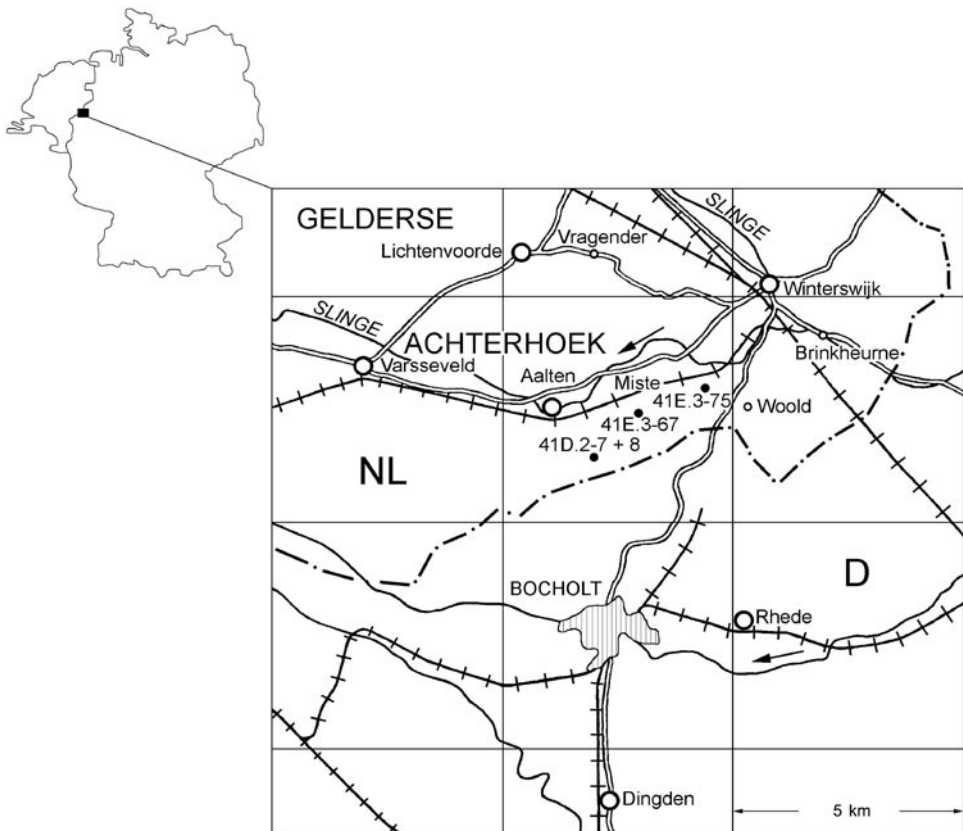 GELDERSE
SLINGE
Lichtenvoorde
Vragender
Winterswijk
SLINGE
ACHTERHOEK
Brinkheurne
Varsseveld
Aalten
Miste
41E.3-75
Woold
41E.3-67
41D.2-7 + 8
NL
D
BOCHOLT
Rhede
Dingden
5 km